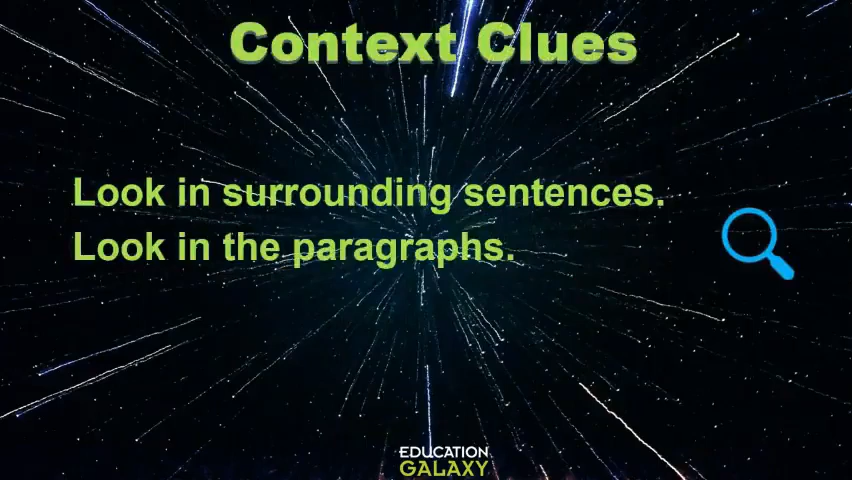 Context Clues
Look in surrounding sentences.
Look in the paragraphs.
EDUCATION
GALAXY